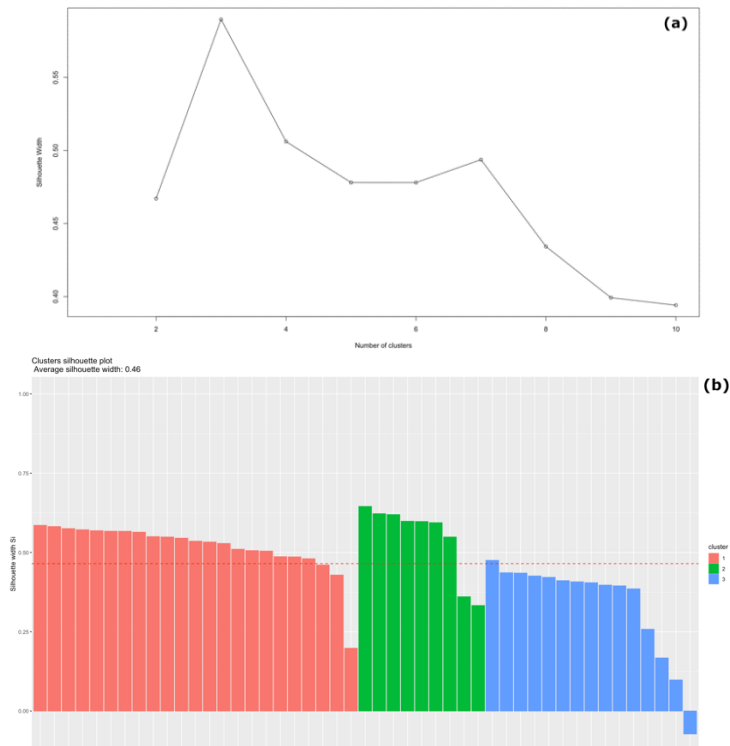 (a)
0.55
0.50
0.45
0.40
Silhouette Width
2
4
6
8
10
Number of clusters
Clusters silhouette plot
Average silhouette width: 0.46
(b)
1.00
0.75
0.50
0.25
0.00
Silhouette width Si
cluster
1
2
3